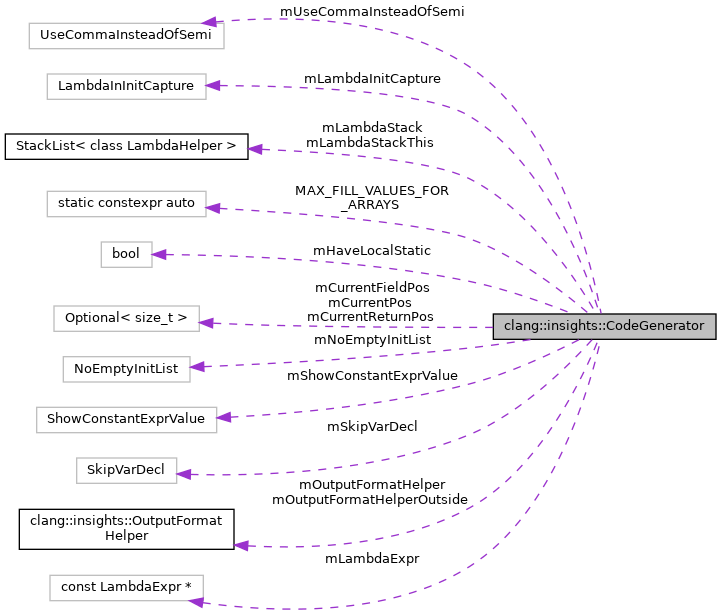 mUseCommaInsteadOfSemi
UseCommaInsteadOfSemi
mLambdaInitCapture
LambdaInInitCapture
mLambdaStack
mLambdaStackThis
StackList< class LambdaHelper >
MAX_FILL_VALUES_FOR
_ARRAYS
static constexpr auto
mHaveLocalStatic
bool
mCurrentFieldPos
mCurrentPos
mCurrentReturnPos
Optional< size_t >
clang::insights::CodeGenerator
mNoEmptyInitList
NoEmptyInitList
mShowConstantExprValue
ShowConstantExprValue
mSkipVarDecl
SkipVarDecl
mOutputFormatHelper
mOutputFormatHelperOutside
clang::insights::OutputFormat
Helper
mLambdaExpr
const LambdaExpr *